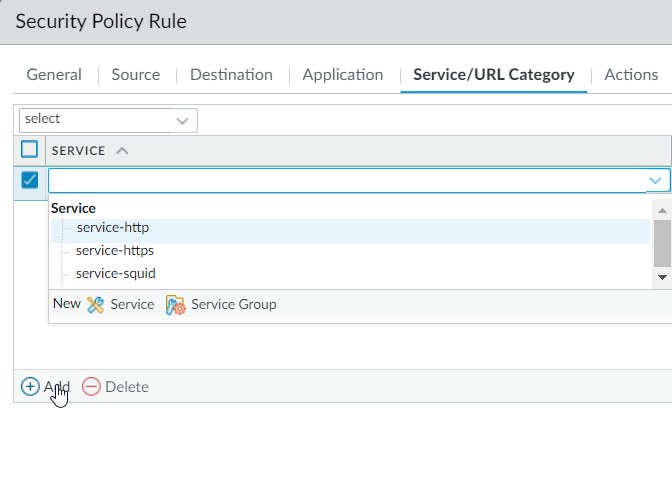 Security Policy Rule
General Source Destination Application Service/URL Category Actions
select
SERVICE
Service
service-http
service-https
service-squid
New Service Service Group
Add Delete